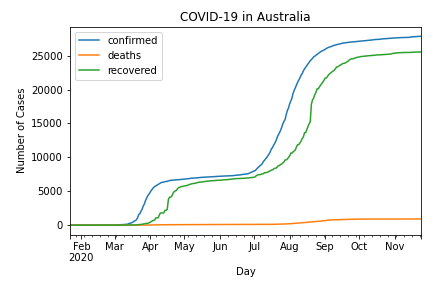 COVID-19 in Australia
confirmed
deaths
recovered
Number of Cases
25000
20000
15000
10000
5000
0
Feb Mar Apr May Jun Jul Aug Sep Oct Nov
2020
Day